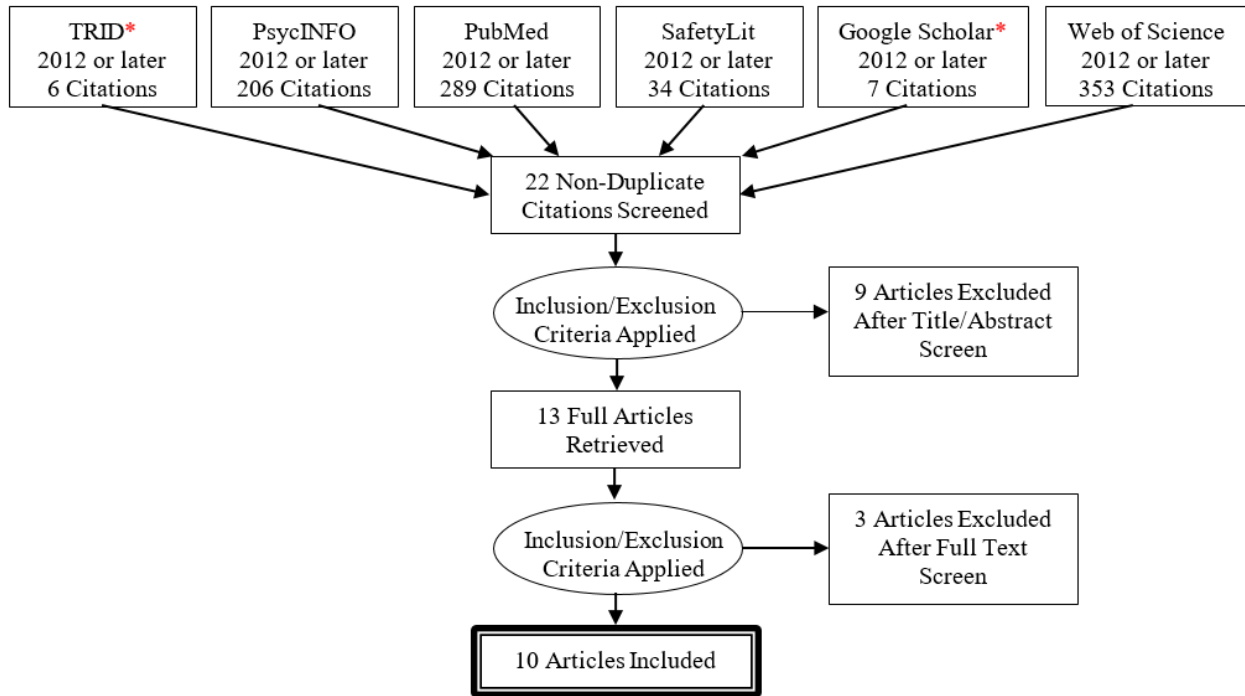 TRID*
2012 or later
6 Citations
PsycINFO
2012 or later
206 Citations
PubMed
2012 or later
289 Citations
SafetyLit
2012 or later
34 Citations
Google Scholar*
2012 or later
7 Citations
Web of Science
2012 or later
353 Citations
22 Non-Duplicate
Citations Screened
Inclusion/Exclusion
Criteria Applied
9 Articles Excluded
After Title/Abstract
Screen
13 Full Articles
Retrieved
Inclusion/Exclusion
Criteria Applied
3 Articles Excluded
After Full Text
Screen
10 Articles Included